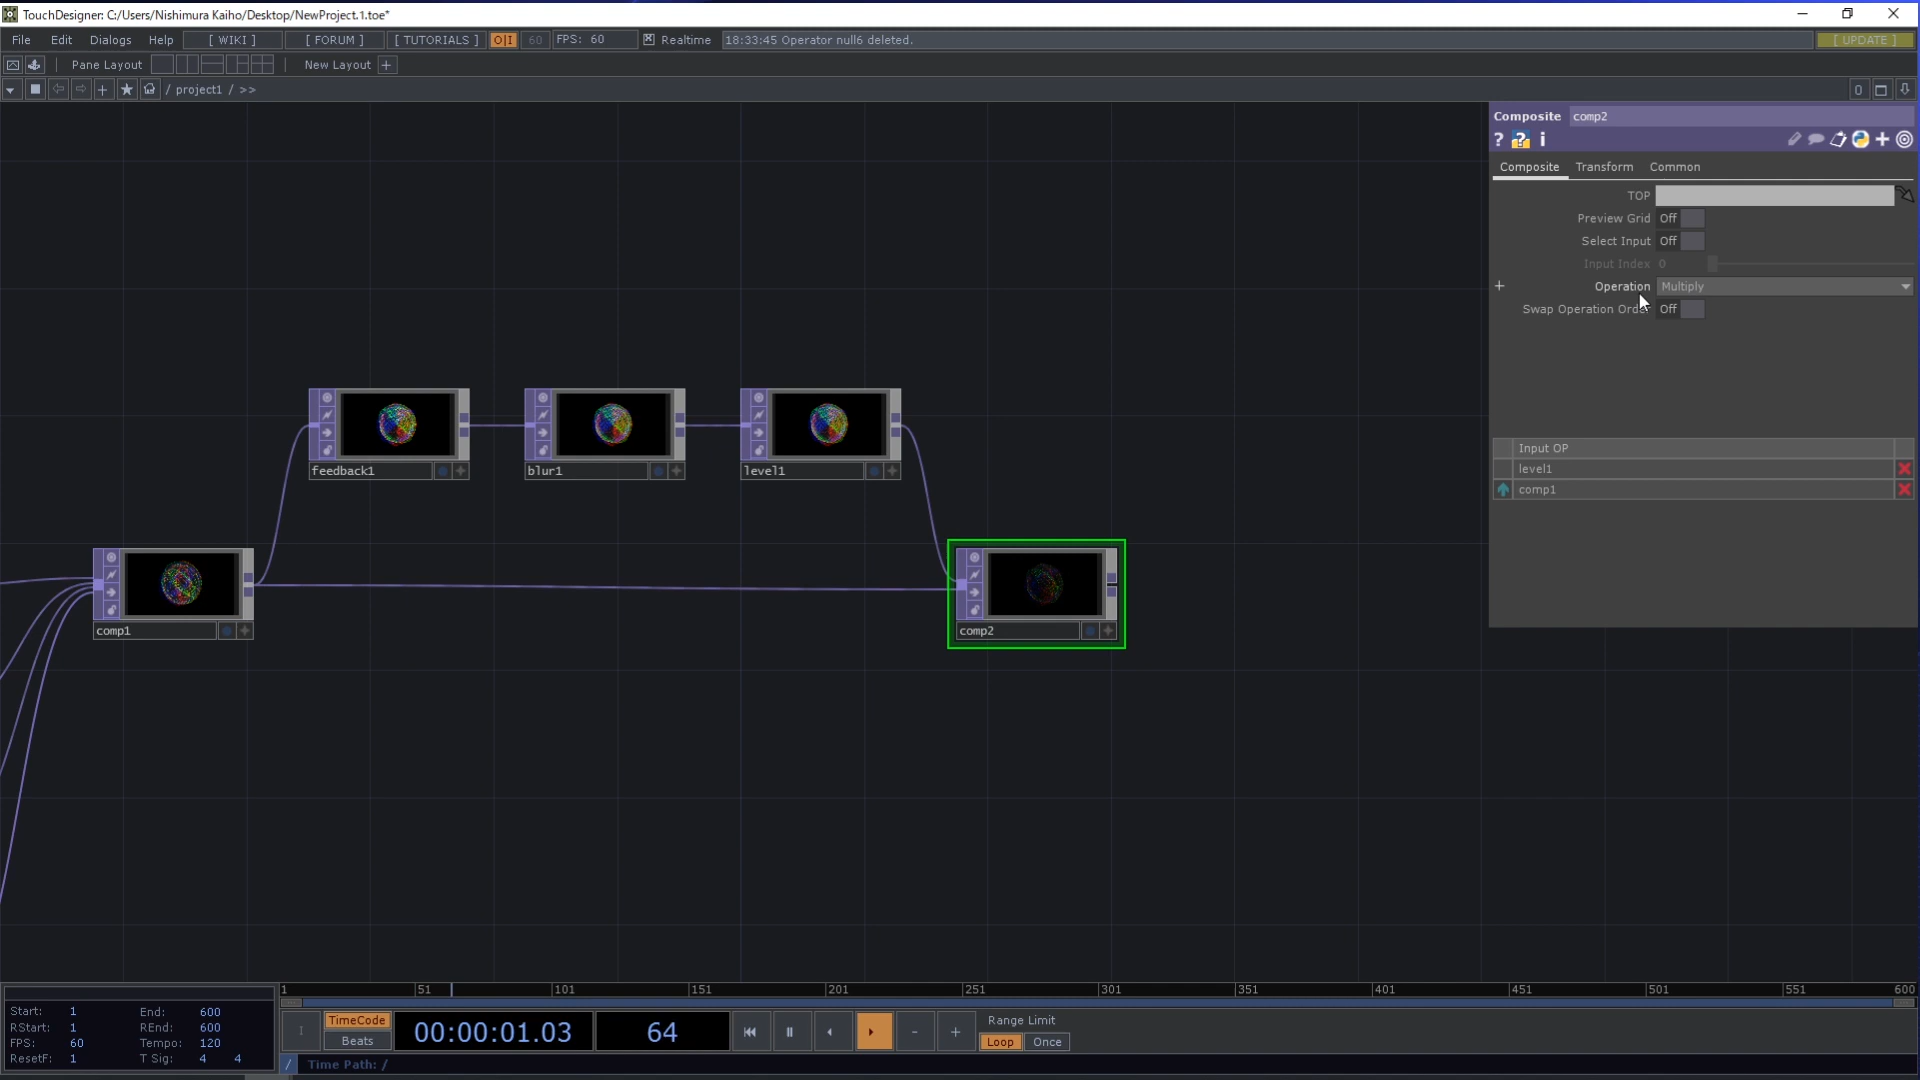 TouchDesigner: C:/Users/Nishimura Kaiho/Desktop/NewProject.1.toe*
File Edit Dialogs Help [ WIKI ] [ FORUM ] [ TUTORIALS ] O|I 60 FPS: 60 Realtime 18:33:45 Operator null6 deleted. [ UPDATE ]
Pane Layout New Layout +
/ project1 / >> 0
Composite comp2
? ? i
Composite Transform Common
TOP
Preview Grid Off
Select Input Off
Input Index 0
+ Operation Multiply
Swap Operation Order Off
Input OP
level1
comp1
feedback1 blur1 level1
comp1 comp2
1 51 101 151 201 251 301 351 401 451 501 551 600
Start: 1 End: 600
RStart: 1 REnd: 600
FPS: 60 Tempo: 120
ResetF: 1 T Sig: 4 4
1 TimeCode Beats 00:00:01.03 64 - + Range Limit
Loop Once
/ Time Path: /